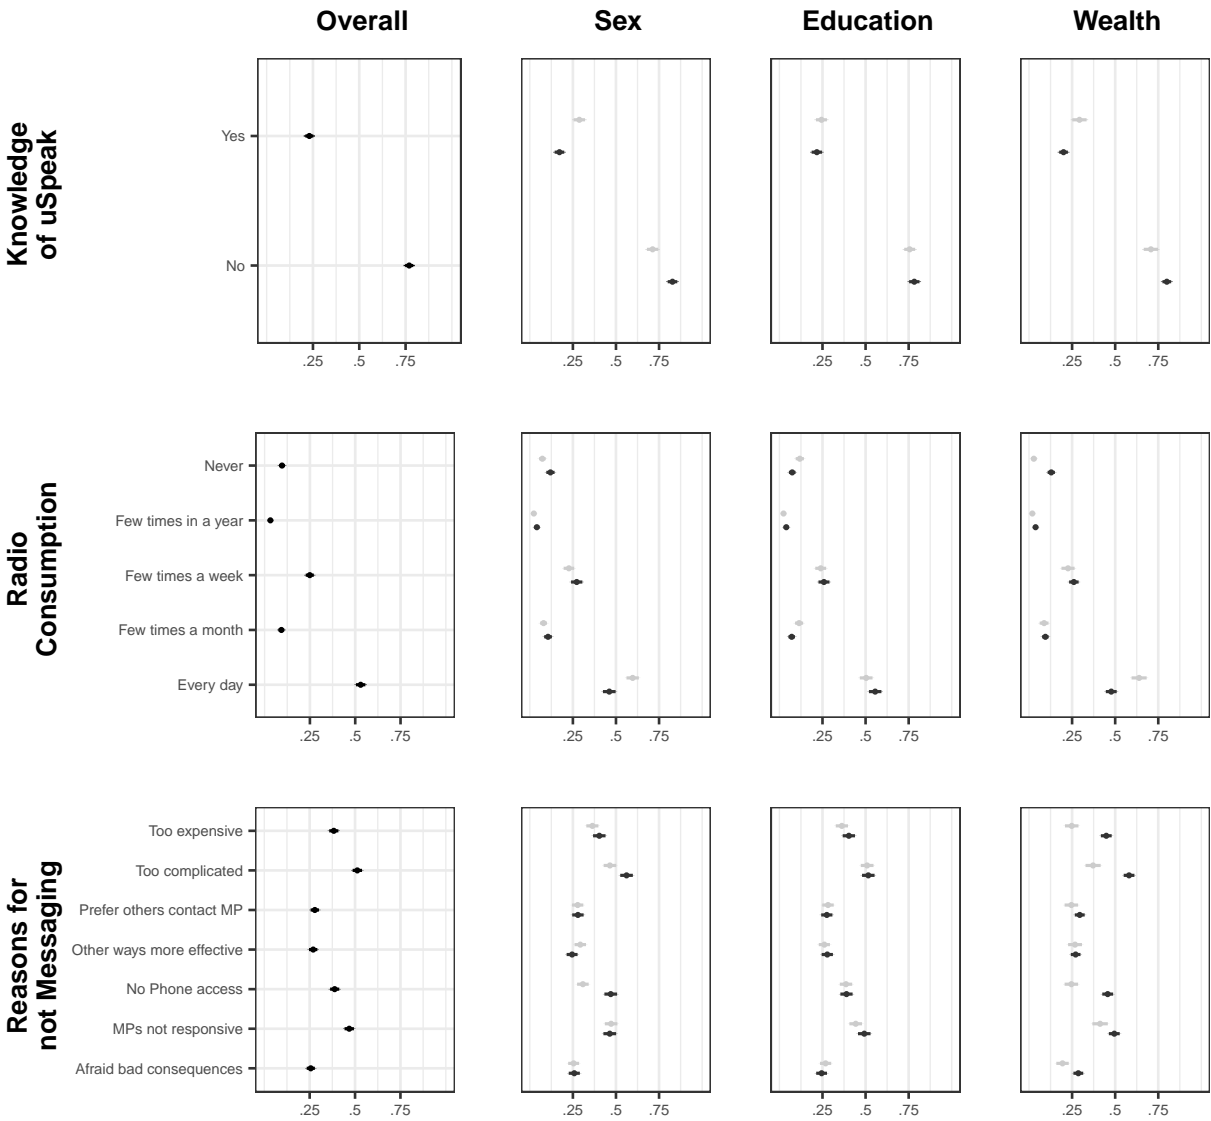 Overall Sex Education Wealth
Knowledge
of uSpeak
Yes
No
.25 .5 .75 .25 .5 .75 .25 .5 .75 .25 .5 .75
Radio
Consumption
Never
Few times in a year
Few times a week
Few times a month
Every day
.25 .5 .75 .25 .5 .75 .25 .5 .75 .25 .5 .75
Reasons for
not Messaging
Too expensive
Too complicated
Prefer others contact MP
Other ways more effective
No Phone access
MPs not responsive
Afraid bad consequences
.25 .5 .75 .25 .5 .75 .25 .5 .75 .25 .5 .75